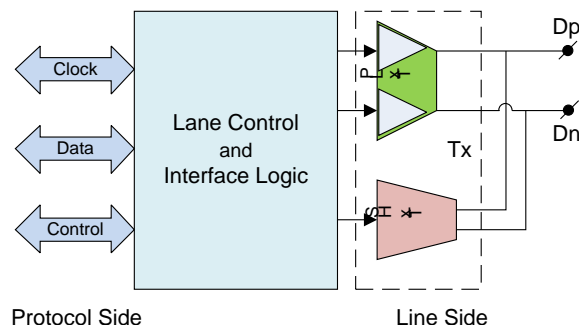 Dp
Clock
Lane Control
and
Interface Logic
Data
Tx
Dn
Control
Protocol Side
Line Side